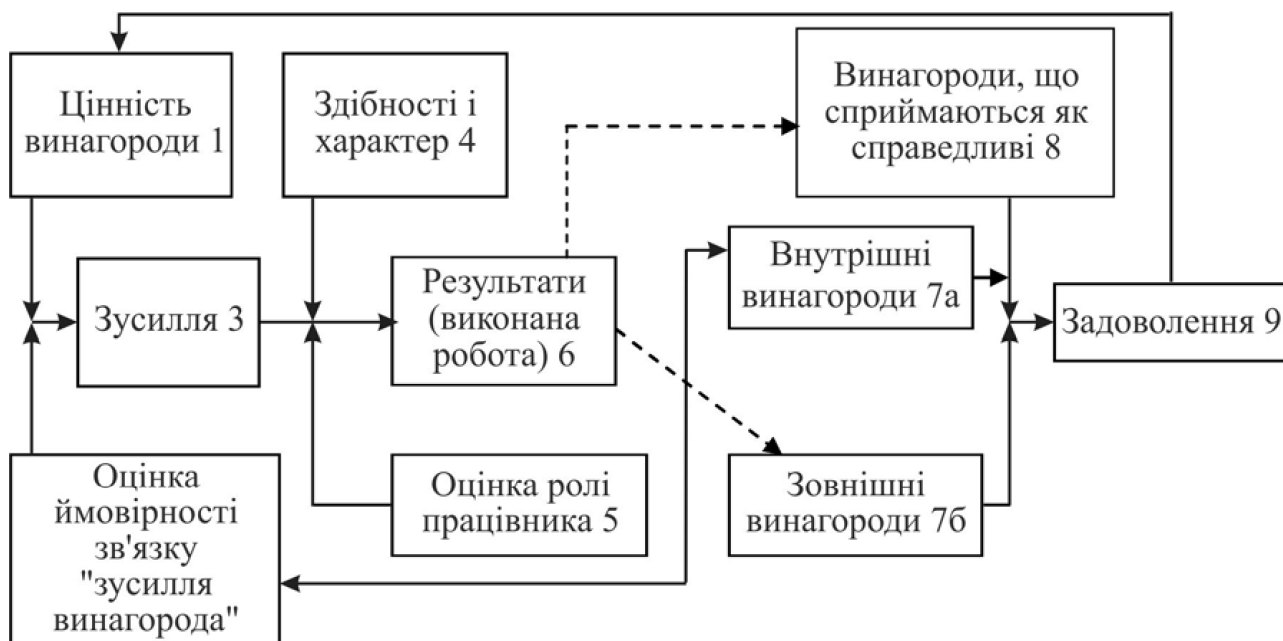 Цінність
винагороди 1
Здібності і
характер 4
Винагороди, що
сприймаються як
справедливі 8
Зусилля 3
Результати
(виконана
робота) 6
Внутрішні
винагороди 7а
Задоволення 9
Оцінка
ймовірності
зв'язку
"зусилля
винагорода"
Оцінка ролі
працівника 5
Зовнішні
винагороди 7б